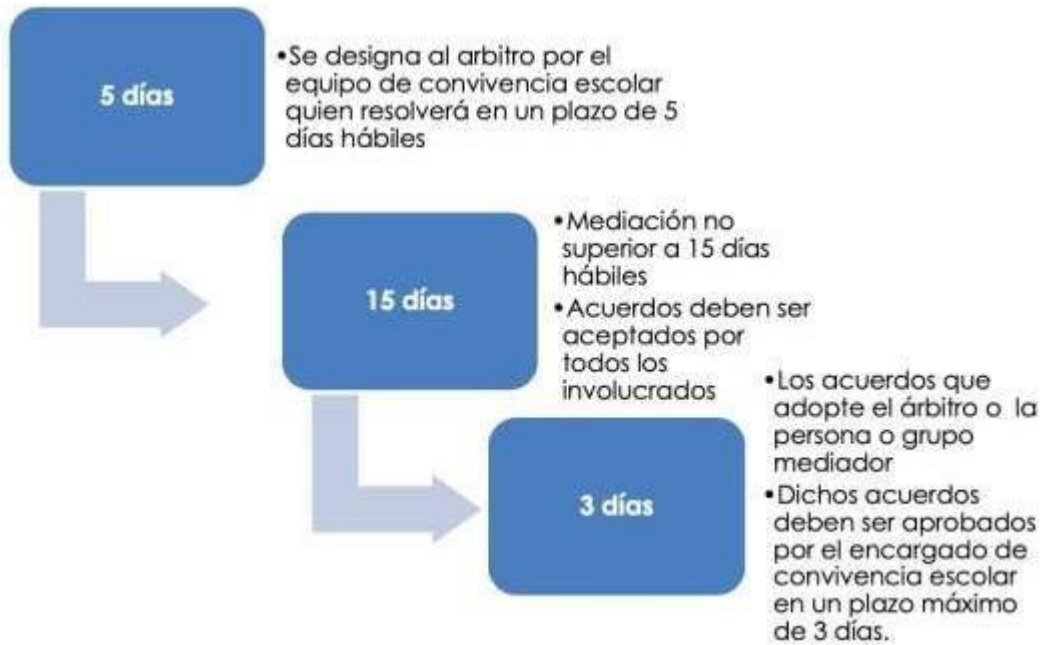 5 días
•Se designa al arbitro por el
equipo de convivencia escolar
quien resolverá en un plazo de 5
días hábiles
15 días
•Mediación no
superior a 15 días
hábiles
•Acuerdos deben ser
aceptados por
todos los
involucrados
3 días
•Los acuerdos que
adopte el árbitro o la
persona o grupo
mediador
•Dichos acuerdos
deben ser aprobados
por el encargado de
convivencia escolar
en un plazo máximo
de 3 días.